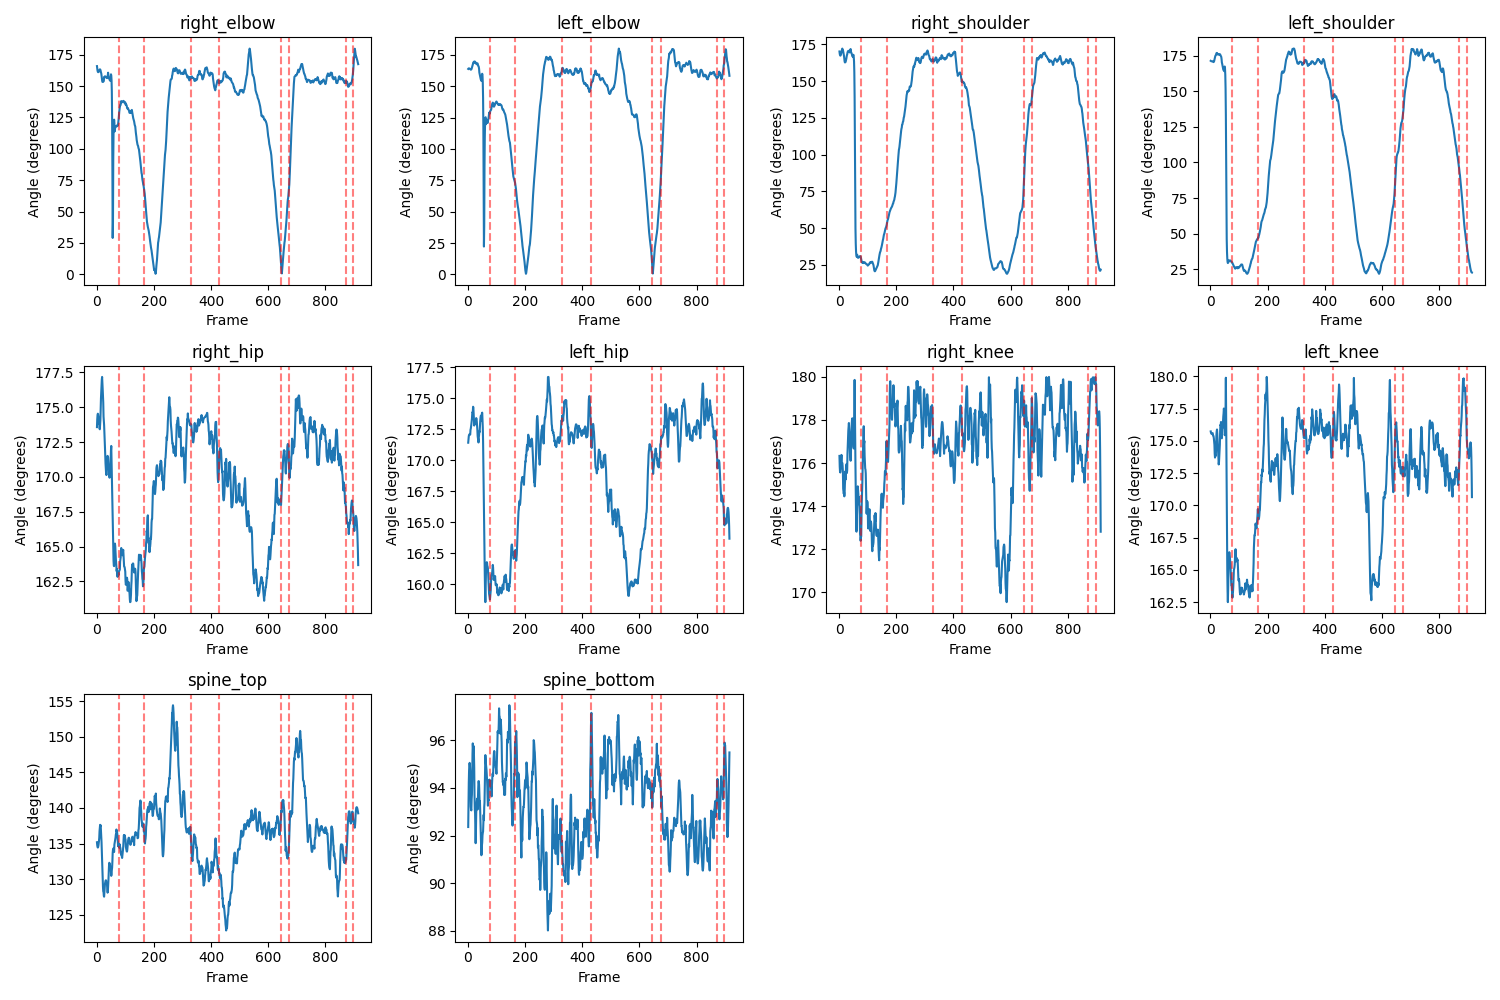 right_elbow
left_elbow
right_shoulder
left_shoulder
Angle (degrees)
175
150
125
100
75
50
25
0
0 200 400 600 800
Frame
Angle (degrees)
175
150
125
100
75
50
25
0
0 200 400 600 800
Frame
Angle (degrees)
175
150
125
100
75
50
25
0 200 400 600 800
Frame
Angle (degrees)
175
150
125
100
75
50
25
0 200 400 600 800
Frame
right_hip
left_hip
right_knee
left_knee
Angle (degrees)
177.5
175.0
172.5
170.0
167.5
165.0
162.5
0 200 400 600 800
Frame
Angle (degrees)
177.5
175.0
172.5
170.0
167.5
165.0
162.5
160.0
0 200 400 600 800
Frame
Angle (degrees)
180
178
176
174
172
170
0 200 400 600 800
Frame
Angle (degrees)
180.0
177.5
175.0
172.5
170.0
167.5
165.0
162.5
0 200 400 600 800
Frame
spine_top
spine_bottom
Angle (degrees)
155
150
145
140
135
130
125
0 200 400 600 800
Frame
Angle (degrees)
96
94
92
90
88
0 200 400 600 800
Frame